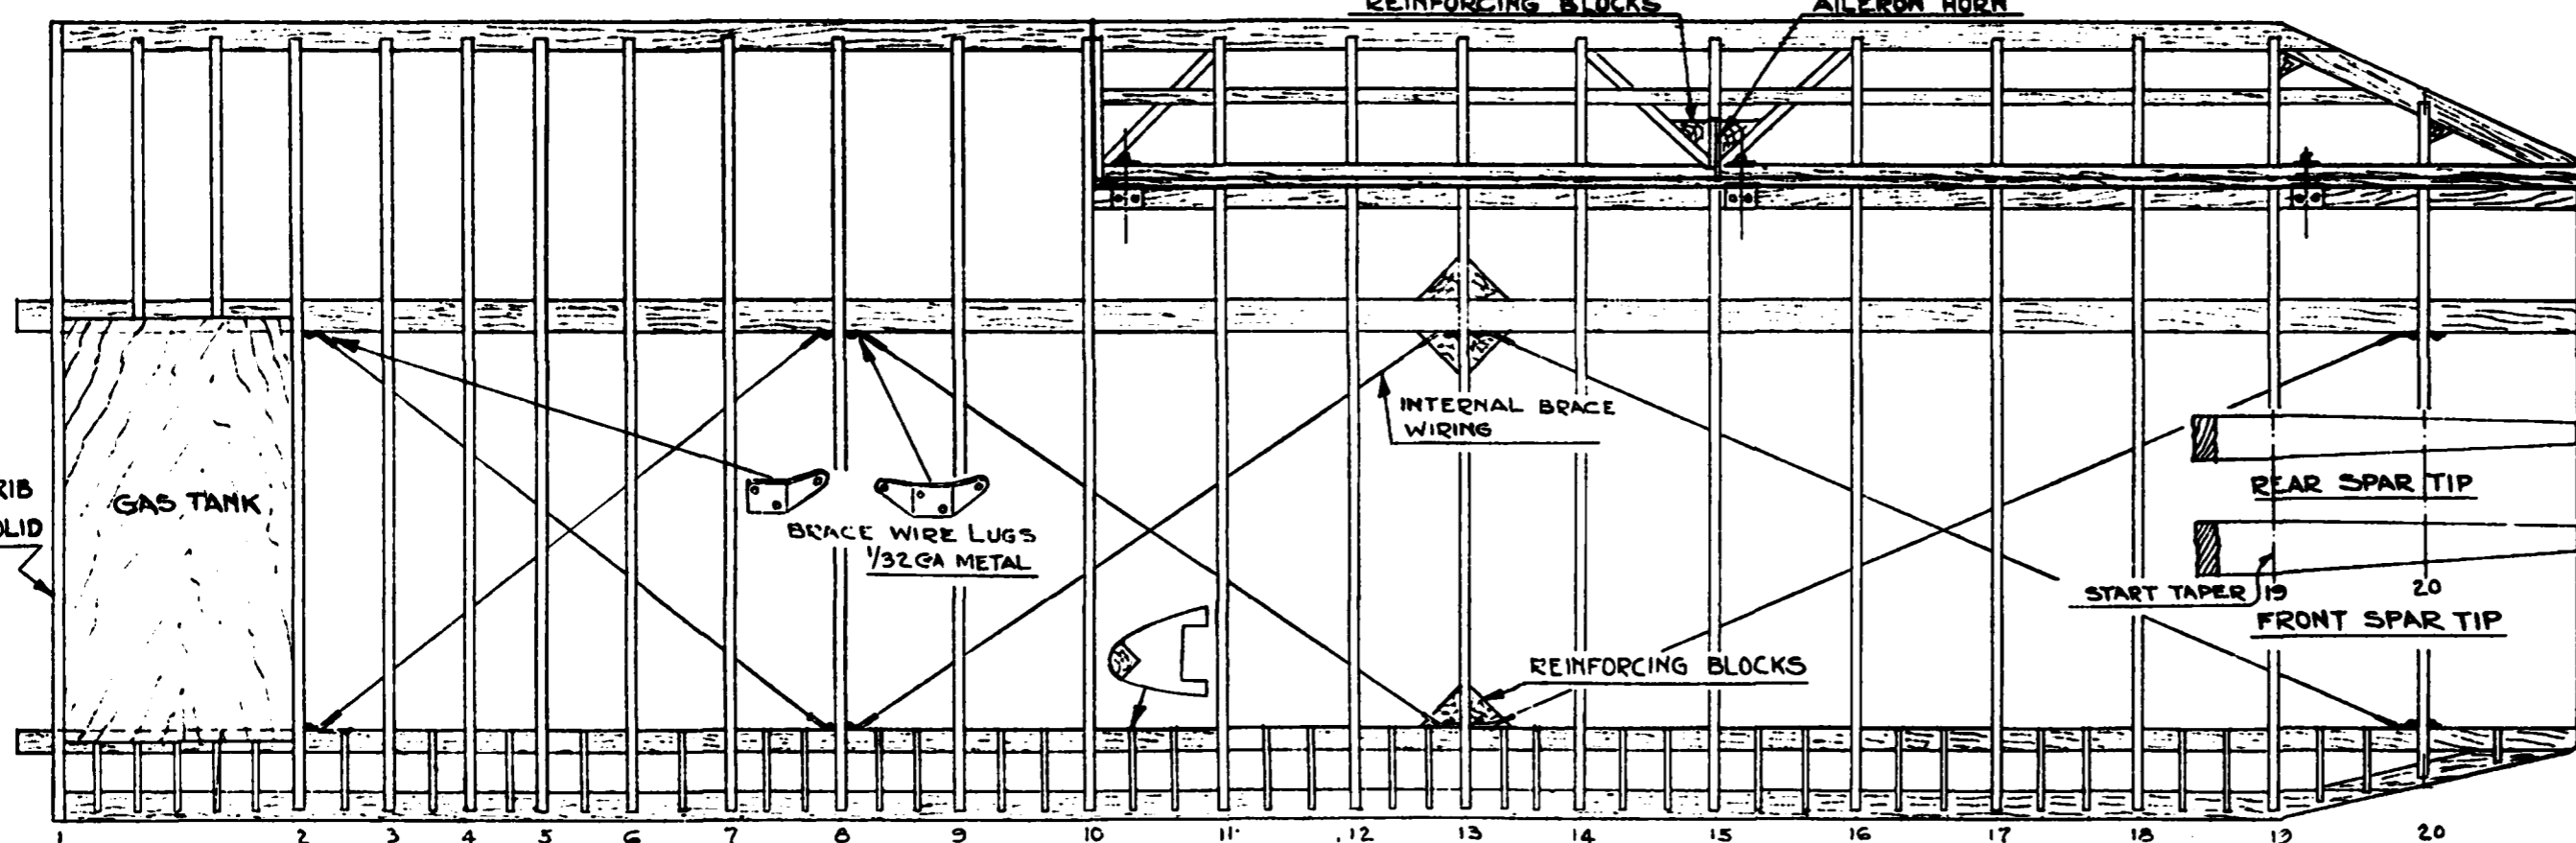 REINFORCING BLOCKS
AILERON HORN
INTERNAL BRACE
WIRING
RIB
GAS TANK
BRACE WIRE LUGS
1/32 GA METAL
REAR SPAR TIP
START TAPER 19 20
FRONT SPAR TIP
REINFORCING BLOCKS
1 2 3 4 5 6 7 8 9 10 11 12 13 14 15 16 17 18 19 20